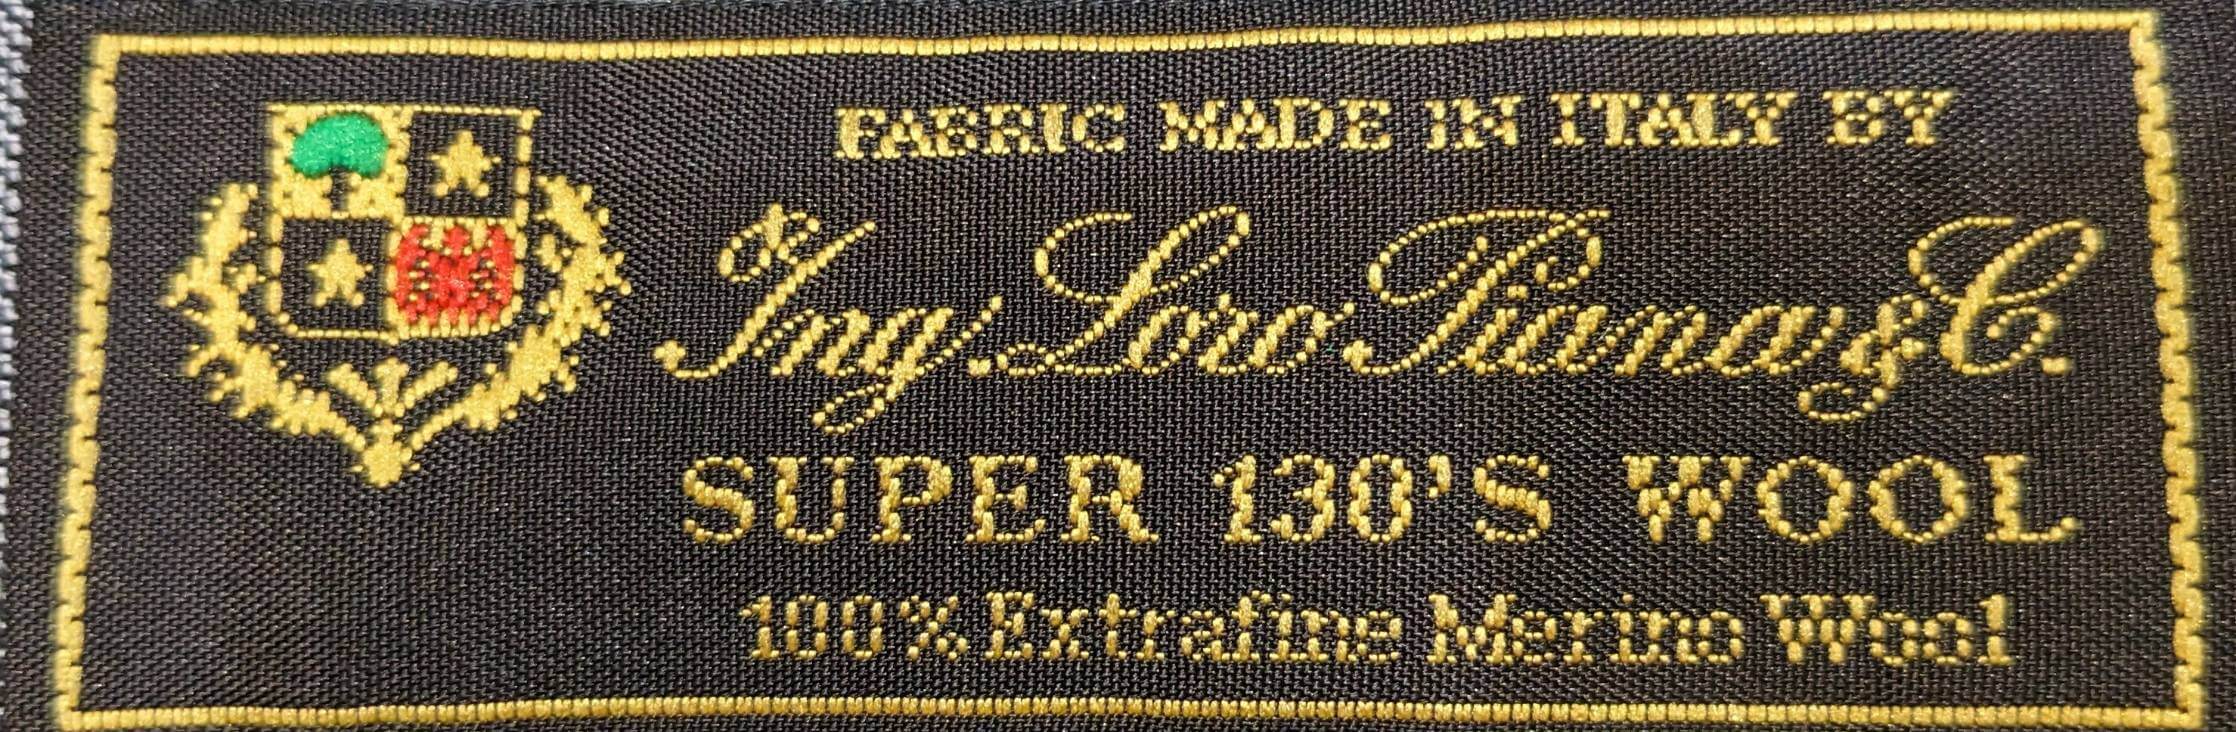 FABRIC MADE IN ITALY BY
Ing. Loro Piana & C.
SUPER 130'S WOOL
100% Extrafine Merino Wool